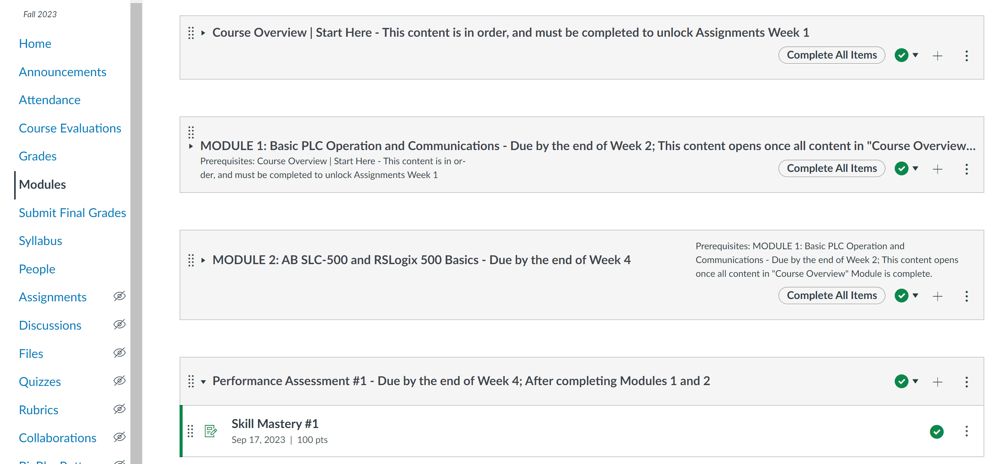 Fall 2023
Home
Announcements
Attendance
Course Evaluations
Grades
Modules
Submit Final Grades
Syllabus
People
Assignments
Discussions
Files
Quizzes
Rubrics
Collaborations
Course Overview | Start Here - This content is in order, and must be completed to unlock Assignments Week 1
Complete All Items
MODULE 1: Basic PLC Operation and Communications - Due by the end of Week 2; This content opens once all content in "Course Overview...
Prerequisites: Course Overview | Start Here - This content is in or-
der, and must be completed to unlock Assignments Week 1
Complete All Items
MODULE 2: AB SLC-500 and RSLogix 500 Basics - Due by the end of Week 4
Prerequisites: MODULE 1: Basic PLC Operation and
Communications - Due by the end of Week 2; This content opens
once all content in "Course Overview" Module is complete.
Complete All Items
Performance Assessment #1 - Due by the end of Week 4; After completing Modules 1 and 2
Skill Mastery #1
Sep 17, 2023 | 100 pts